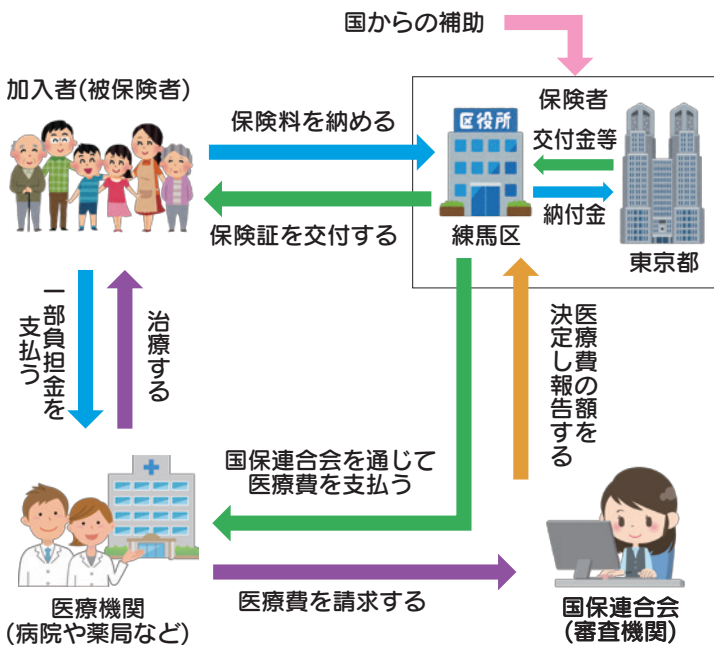 国からの補助
加入者(被保険者)
保険者
区役所
保険料を納める
交付金等
納付金
保険証を交付する
練馬区
東京都
一部負担金を
支払う
治療する
医療費の額を
決定し報告する
国保連合会を通じて
医療費を支払う
医療費を請求する
医療機関
(病院や薬局など)
国保連合会
(審査機関)